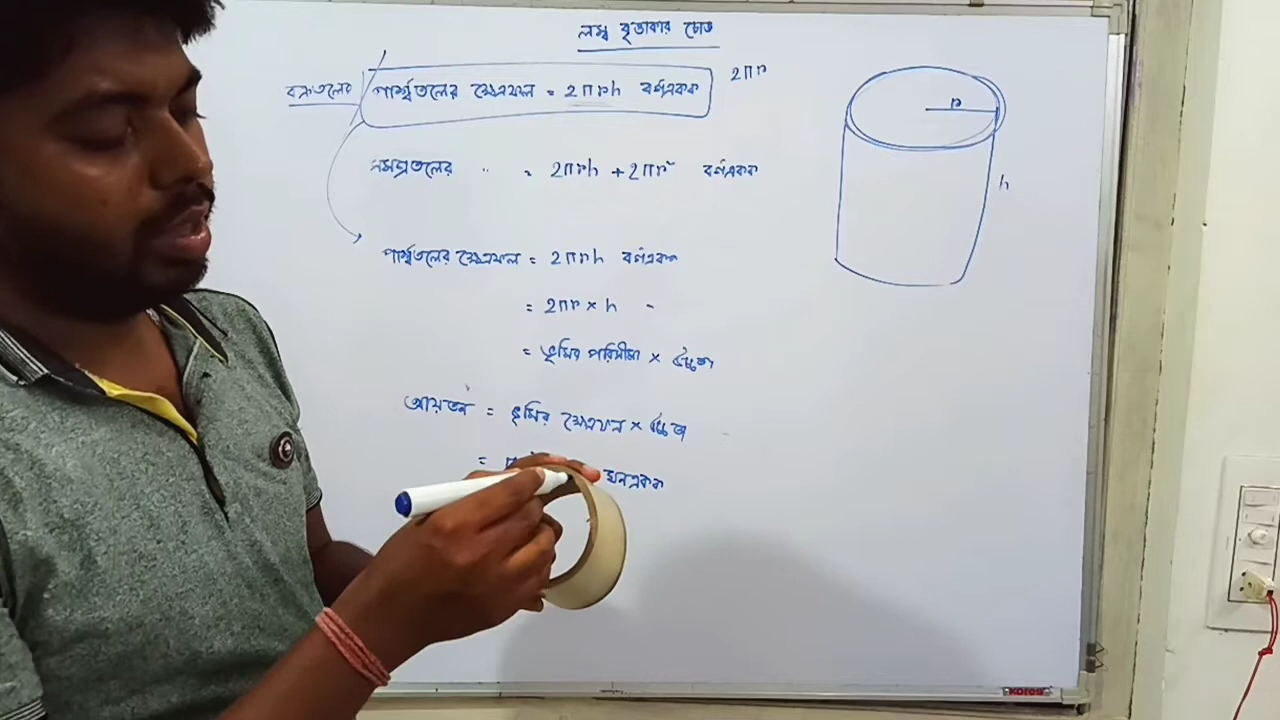 লম্ব বৃত্তাকার চোঙ
বক্রতলের / পার্শ্বতলের ক্ষেত্রফল = 2πrh বর্গএকক
2πr
সমগ্রতলের " = 2πrh + 2πr² বর্গএকক
পার্শ্বতলের ক্ষেত্রফল = 2πrh বর্গএকক
= 2πr × h
= ভূমির পরিসীমা × উচ্চতা
আয়তন = ভূমির ক্ষেত্রফল × উচ্চতা
= ঘনএকক
r
h
KORES